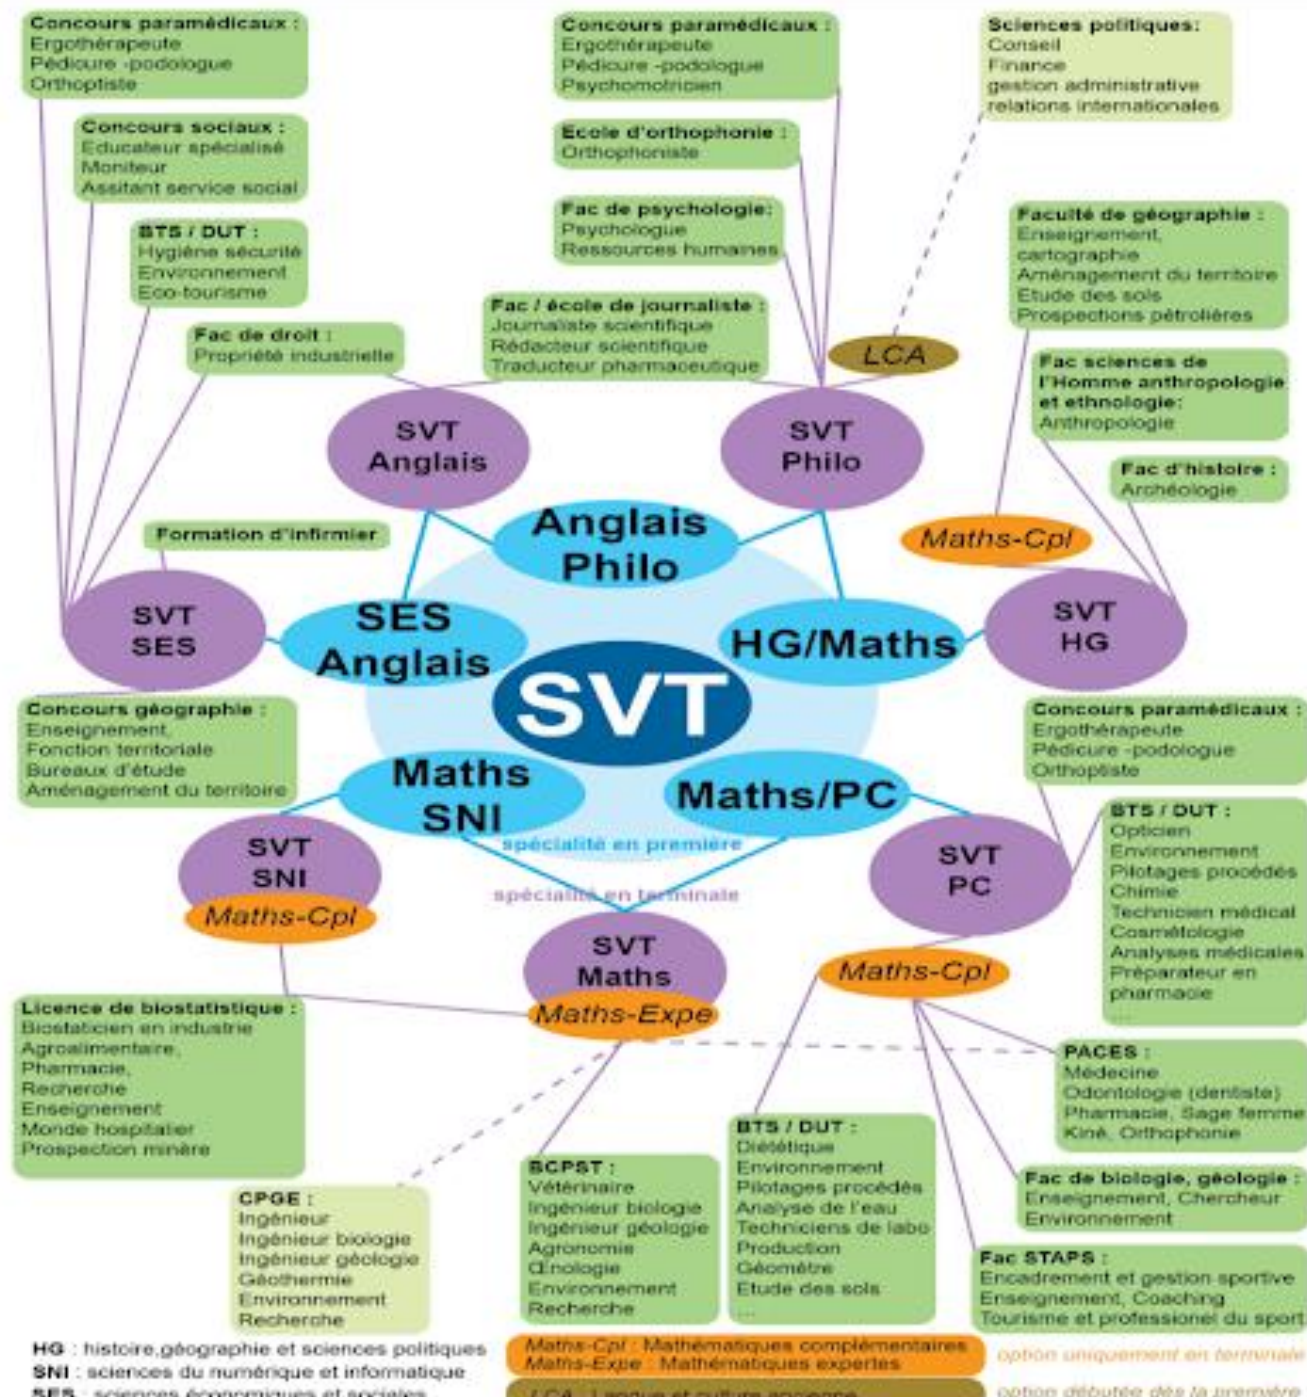 Concours paramédicaux :
Ergothérapeute
Pédicure -podologue
Orthoptiste
Concours sociaux :
Educateur spécialisé
Moniteur
Assitant service social
BTS / DUT :
Hygiène sécurité
Environnement
Eco-tourisme
Fac de droit :
Propriété industrielle
Concours paramédicaux :
Ergothérapeute
Pédicure -podologue
Psychomotricien
Ecole d'orthophonie :
Orthophoniste
Fac de psychologie:
Psychologue
Ressources humaines
Fac / école de journaliste :
Journaliste scientifique
Rédacteur scientifique
Traducteur pharmaceutique
Sciences politiques:
Conseil
Finance
gestion administrative
relations internationales
LCA
Faculté de géographie :
Enseignement,
cartographie
Aménagement du territoire
Etude des sols
Prospections pétrolières
Fac sciences de
l'Homme anthropologie
et ethnologie:
Anthropologie
Fac d'histoire :
Archéologie
SVT
Anglais
SVT
Philo
Maths-Cpl
Formation d'infirmier
Anglais
Philo
SVT
SES
SES
Anglais
HG/Maths
SVT
HG
SVT
Concours géographie :
Enseignement,
Fonction territoriale
Bureaux d'étude
Aménagement du territoire
Maths
SNI
Maths/PC
Concours paramédicaux :
Ergothérapeute
Pédicure -podologue
Orthoptiste
spécialité en première
spécialité en terminale
SVT
SNI
Maths-Cpl
SVT
Maths
Maths-Expe
SVT
PC
Maths-Cpl
BTS / DUT :
Opticien
Environnement
Pilotages procédés
Chimie
Technicien médical
Cosmétologie
Analyses médicales
Préparateur en
pharmacie
...
Licence de biostatistique :
Biostaticien en industrie
Agroalimentaire,
Pharmacie,
Recherche
Enseignement
Monde hospitalier
Prospection minère
PACES :
Médecine
Odontologie (dentiste)
Pharmacie, Sage femme
Kiné, Orthophonie
CPGE :
Ingénieur
Ingénieur biologie
Ingénieur géologie
Géothermie
Environnement
Recherche
BCPST :
Vétérinaire
Ingénieur biologie
Ingénieur géologie
Agronomie
Œnologie
Environnement
Recherche
BTS / DUT :
Diététique
Environnement
Pilotages procédés
Analyse de l'eau
Techniciens de labo
Production
Géomètre
Etude des sols
...
Fac de biologie, géologie :
Enseignement, Chercheur
Environnement
Fac STAPS :
Encadrement et gestion sportive
Enseignement, Coaching
Tourisme et professionel du sport
HG : histoire,géographie et sciences politiques
SNI : sciences du numérique et informatique
SES : sciences économiques et sociales
Maths-Cpl : Mathématiques complémentaires
Maths-Expe : Mathématiques expertes
option uniquement en terminale
LCA : Langue et culture ancienne
option débutée dès la première